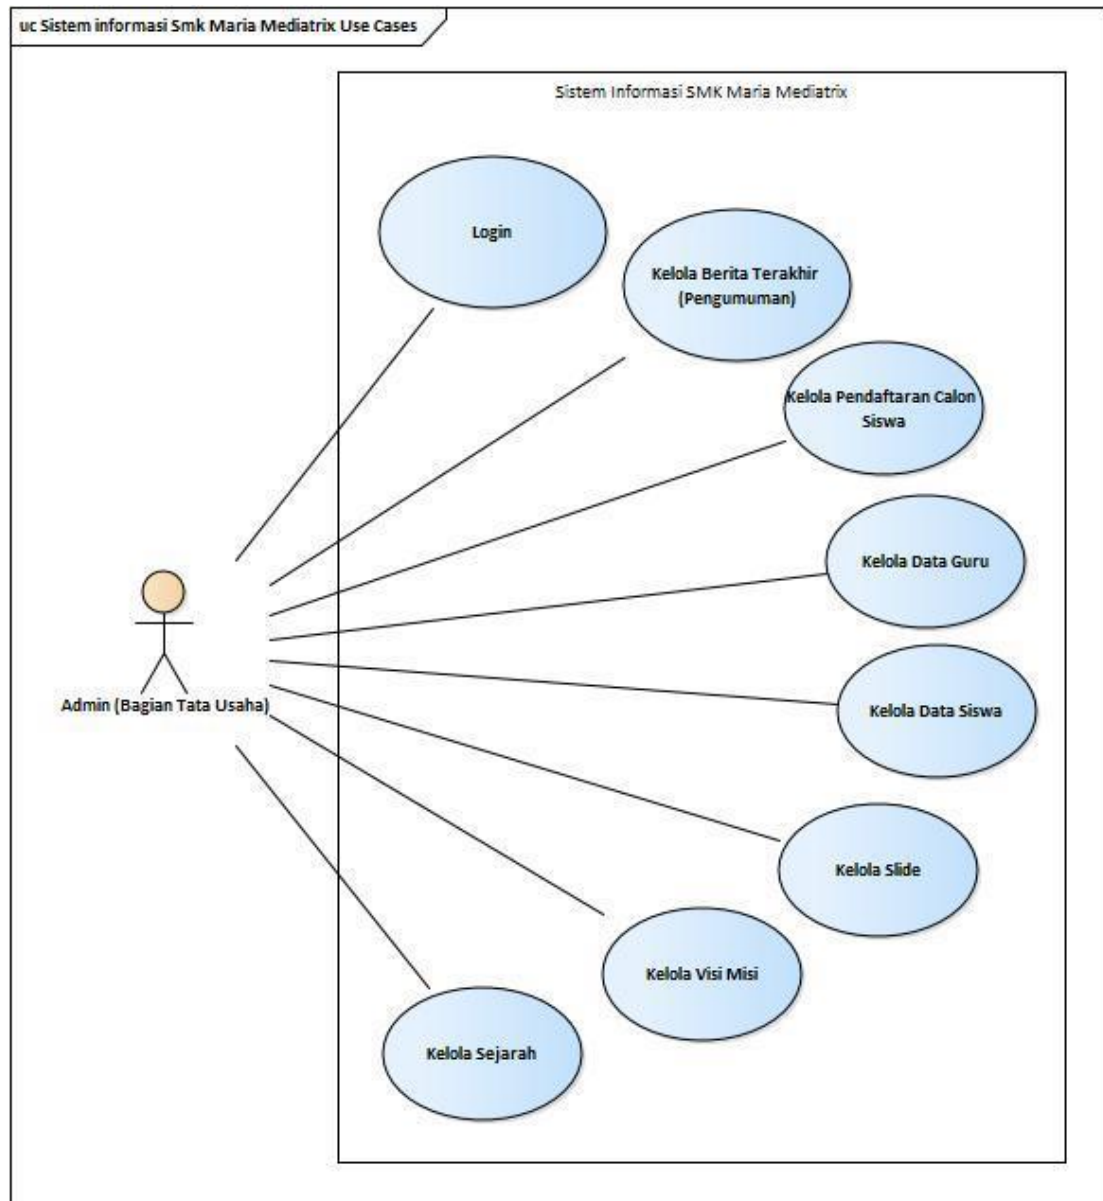 uc Sistem informasi Smk Maria Mediatrix Use Cases
Sistem Informasi SMK Maria Mediatrix
Login
Kelola Berita Terakhir
(Pengumuman)
Kelola Pendaftaran Calon
Siswa
Kelola Data Guru
Admin (Bagian Tata Usaha)
Kelola Data Siswa
Kelola Slide
Kelola Visi Misi
Kelola Sejarah